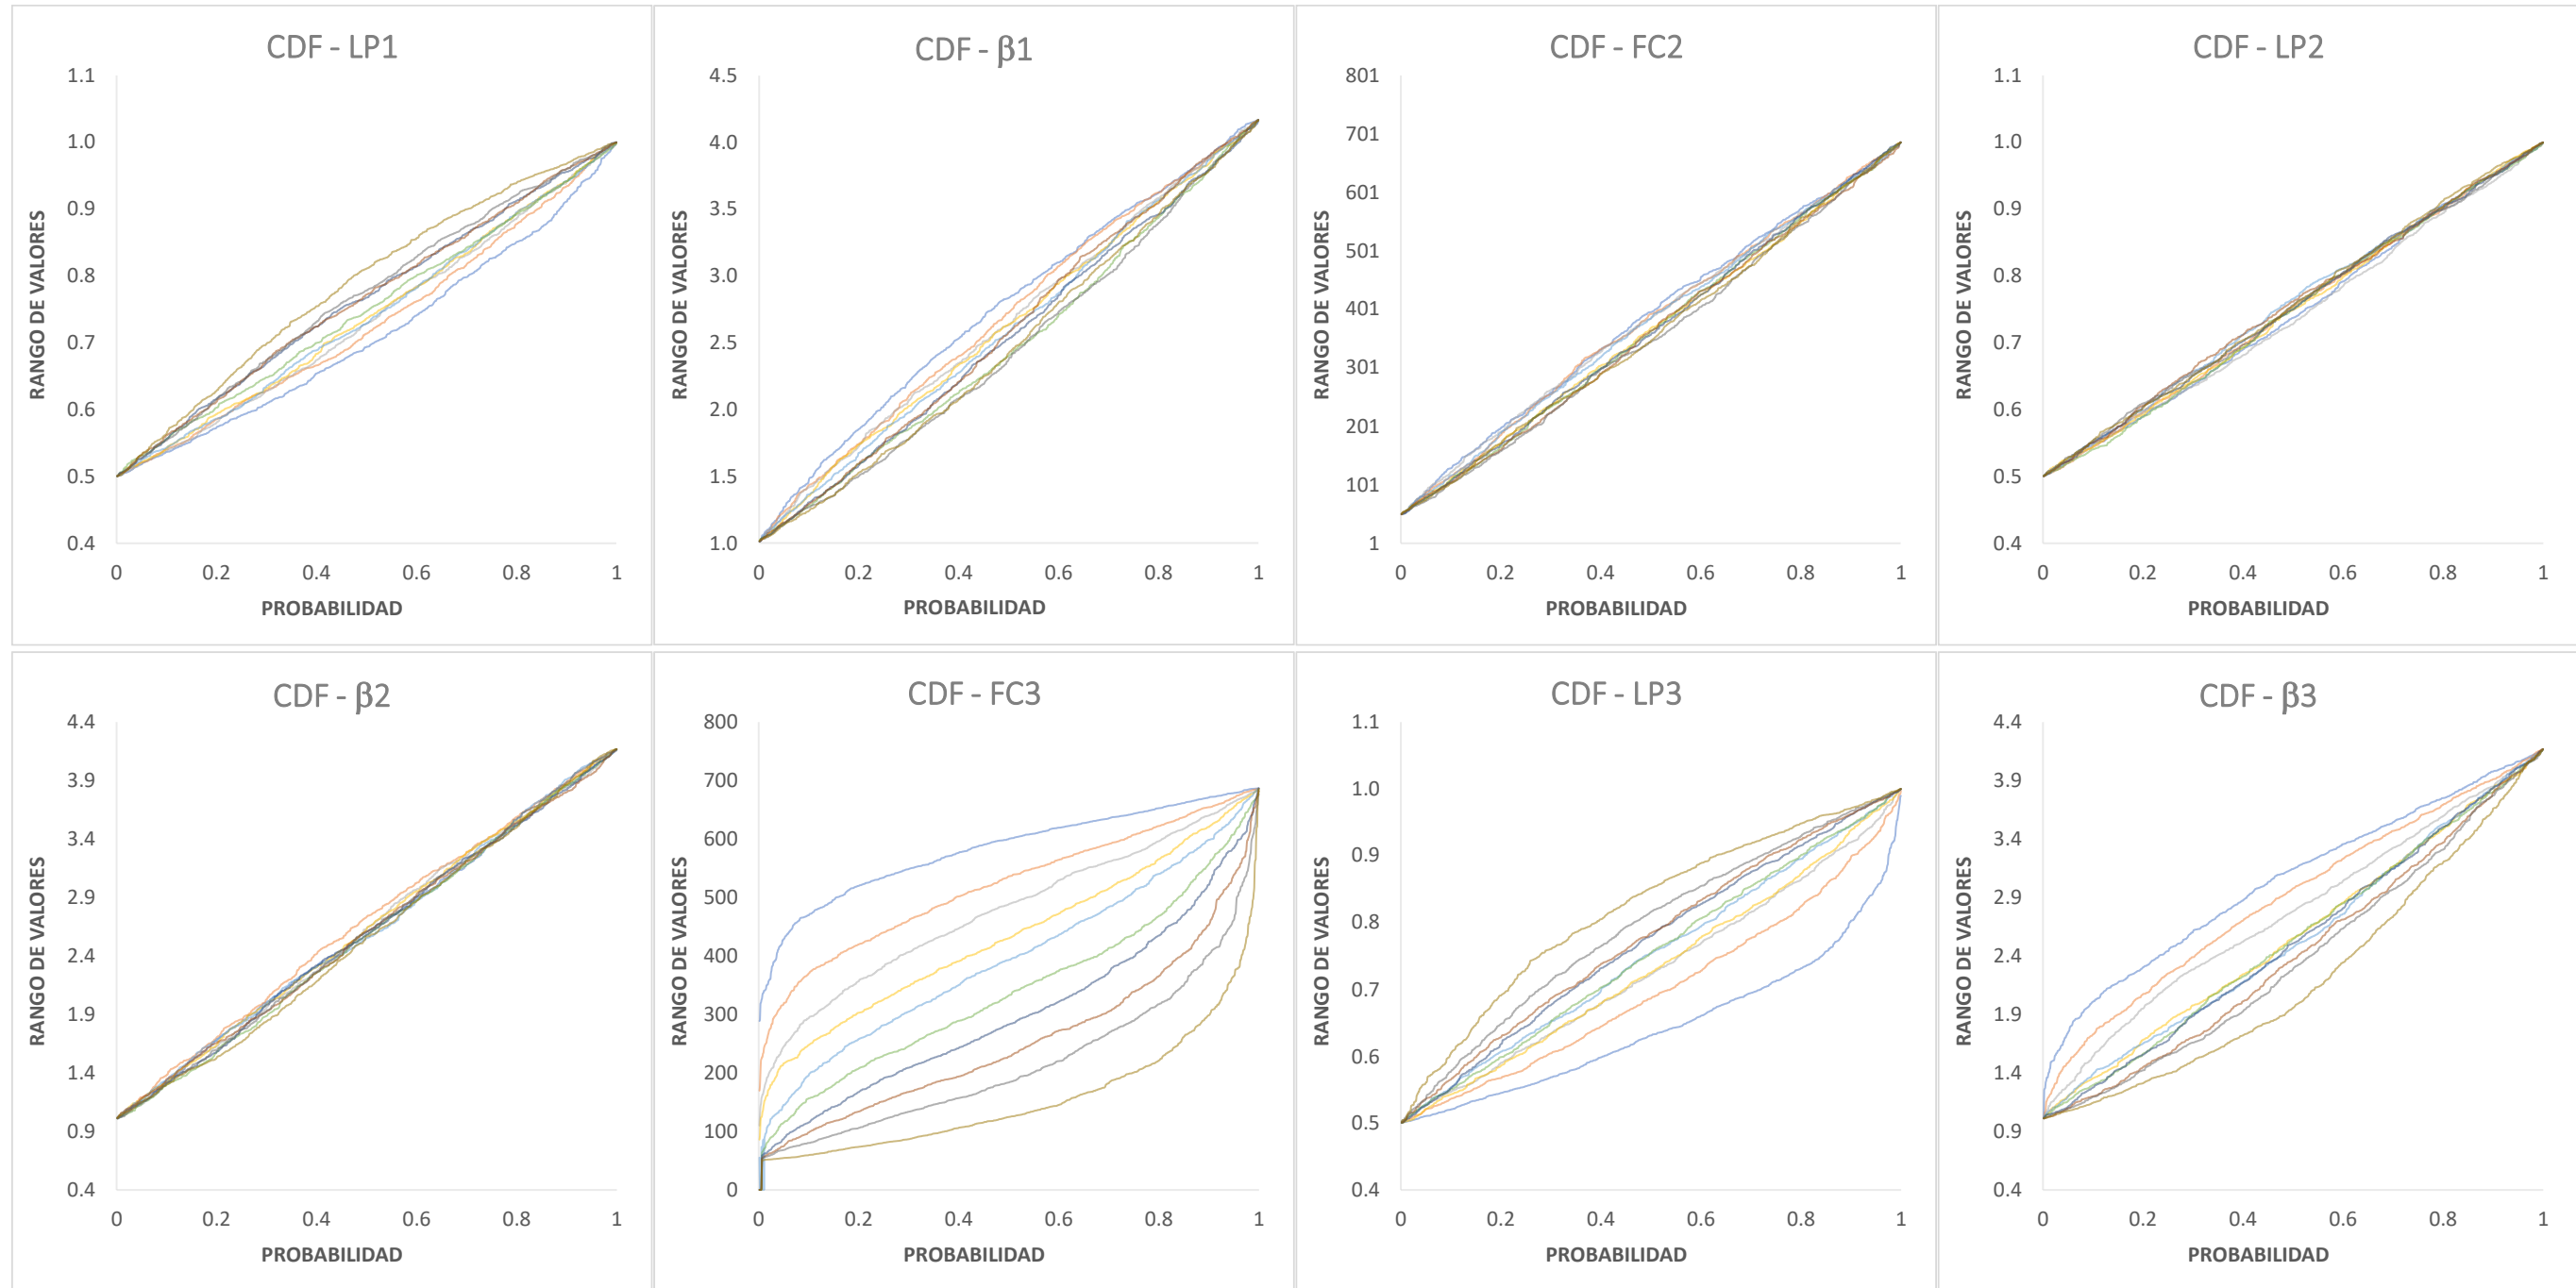 CDF - LP1
1.1
1.0
0.9
0.8
0.7
0.6
0.5
0.4
RANGO DE VALORES
0 0.2 0.4 0.6 0.8 1
PROBABILIDAD
CDF - β1
4.5
4.0
3.5
3.0
2.5
2.0
1.5
1.0
RANGO DE VALORES
0 0.2 0.4 0.6 0.8 1
PROBABILIDAD
CDF - FC2
801
701
601
501
401
301
201
101
1
RANGO DE VALORES
0 0.2 0.4 0.6 0.8 1
PROBABILIDAD
CDF - LP2
1.1
1.0
0.9
0.8
0.7
0.6
0.5
0.4
RANGO DE VALORES
0 0.2 0.4 0.6 0.8 1
PROBABILIDAD
CDF - β2
4.4
3.9
3.4
2.9
2.4
1.9
1.4
0.9
0.4
RANGO DE VALORES
0 0.2 0.4 0.6 0.8 1
PROBABILIDAD
CDF - FC3
800
700
600
500
400
300
200
100
0
RANGO DE VALORES
0 0.2 0.4 0.6 0.8 1
PROBABILIDAD
CDF - LP3
1.1
1.0
0.9
0.8
0.7
0.6
0.5
0.4
RANGO DE VALORES
0 0.2 0.4 0.6 0.8 1
PROBABILIDAD
CDF - β3
4.4
3.9
3.4
2.9
2.4
1.9
1.4
0.9
0.4
RANGO DE VALORES
0 0.2 0.4 0.6 0.8 1
PROBABILIDAD